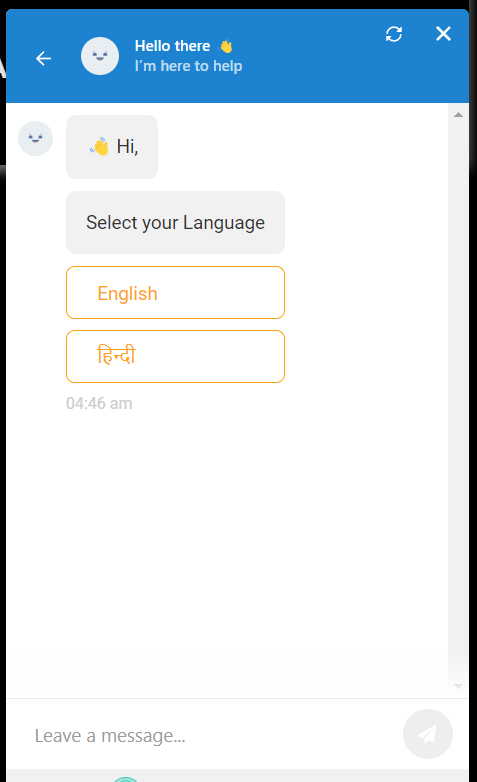 Hello there 👋
I'm here to help
👋 Hi,
Select your Language
English
हिन्दी
04:46 am
Leave a message...